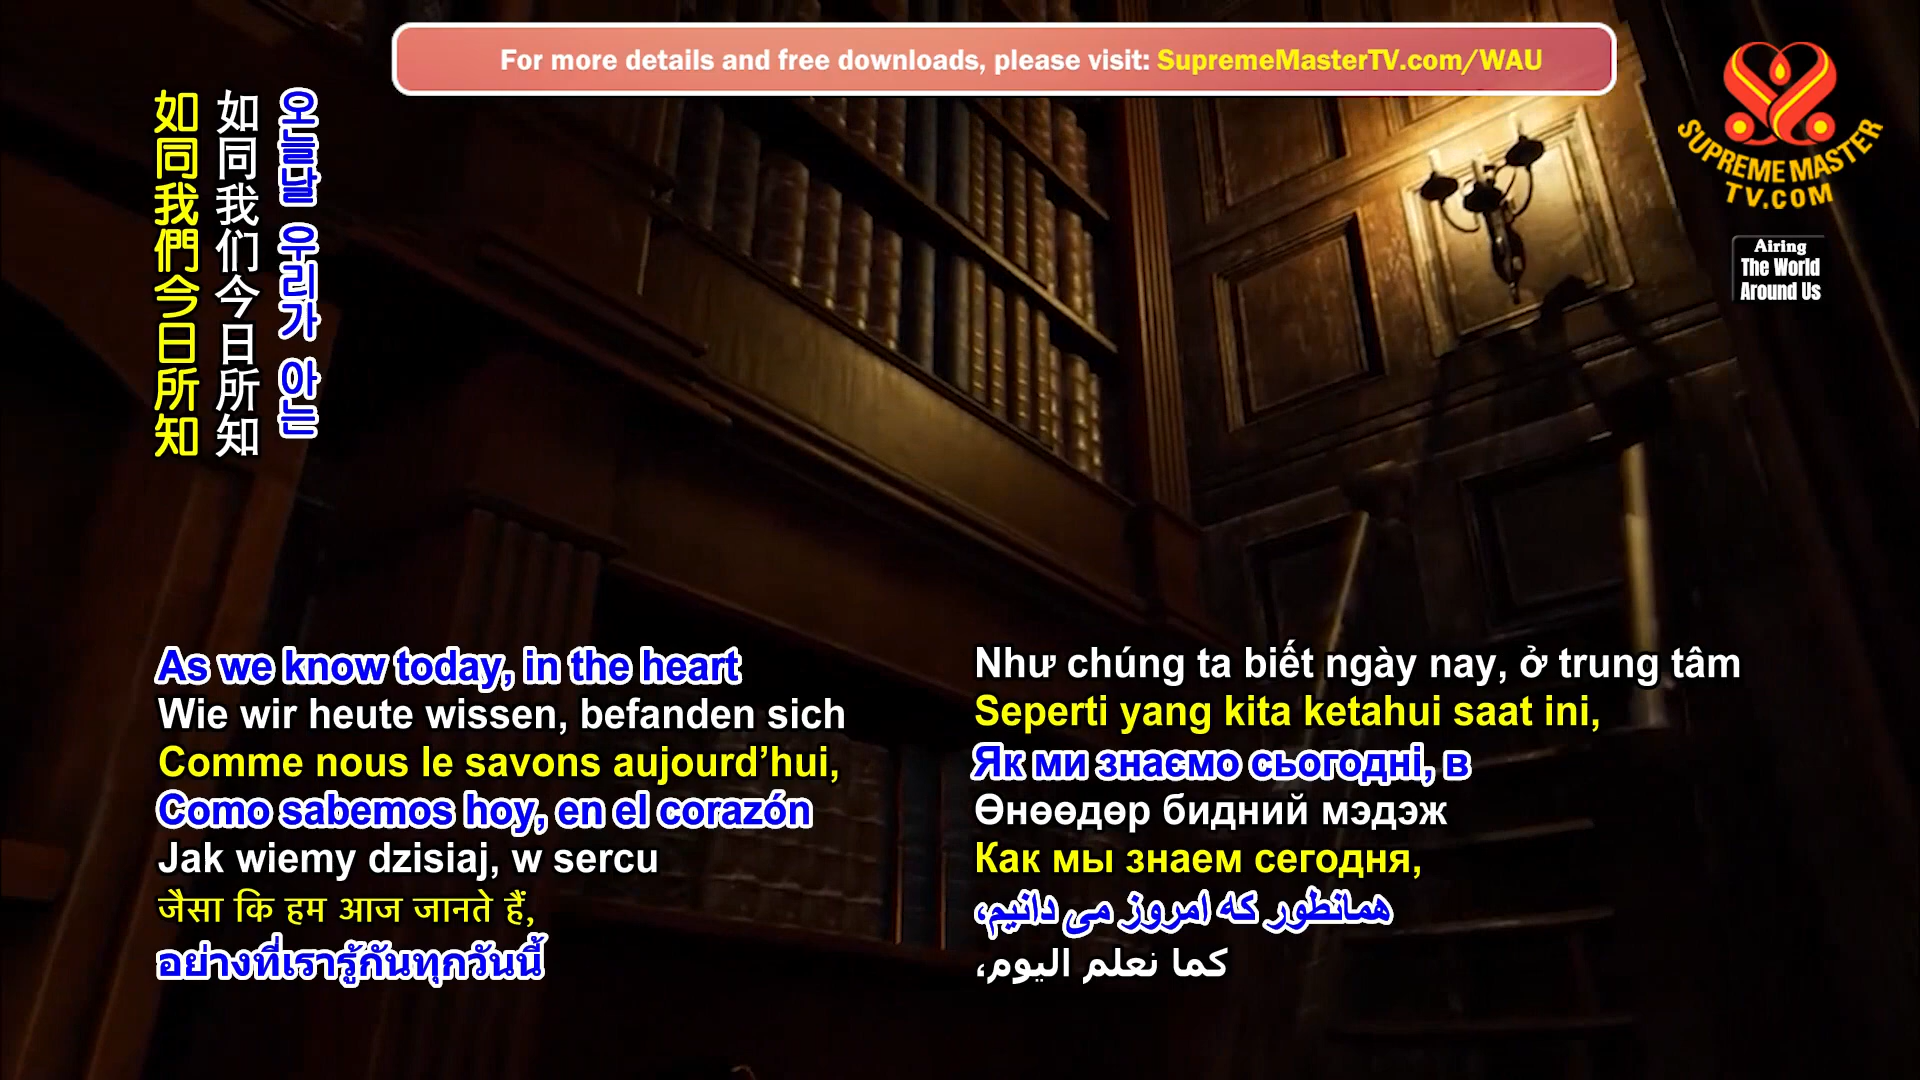 For more details and free downloads, please visit: SupremeMasterTV.com/WAU
SUPREME MASTER
TV.COM
Airing
The World
Around Us
오늘날 우리가 아는
如同我们今日所知
如同我們今日所知
As we know today, in the heart
Wie wir heute wissen, befanden sich
Comme nous le savons aujourd’hui,
Como sabemos hoy, en el corazón
Jak wiemy dzisiaj, w sercu
जैसा कि हम आज जानते हैं,
อย่างที่เรารู้กันทุกวันนี้
Như chúng ta biết ngày nay, ở trung tâm
Seperti yang kita ketahui saat ini,
Як ми знаємо сьогодні, в
Өнөөдөр бидний мэдэж
Как мы знаем сегодня,
همانطور که امروز می دانیم،
كما نعلم اليوم،